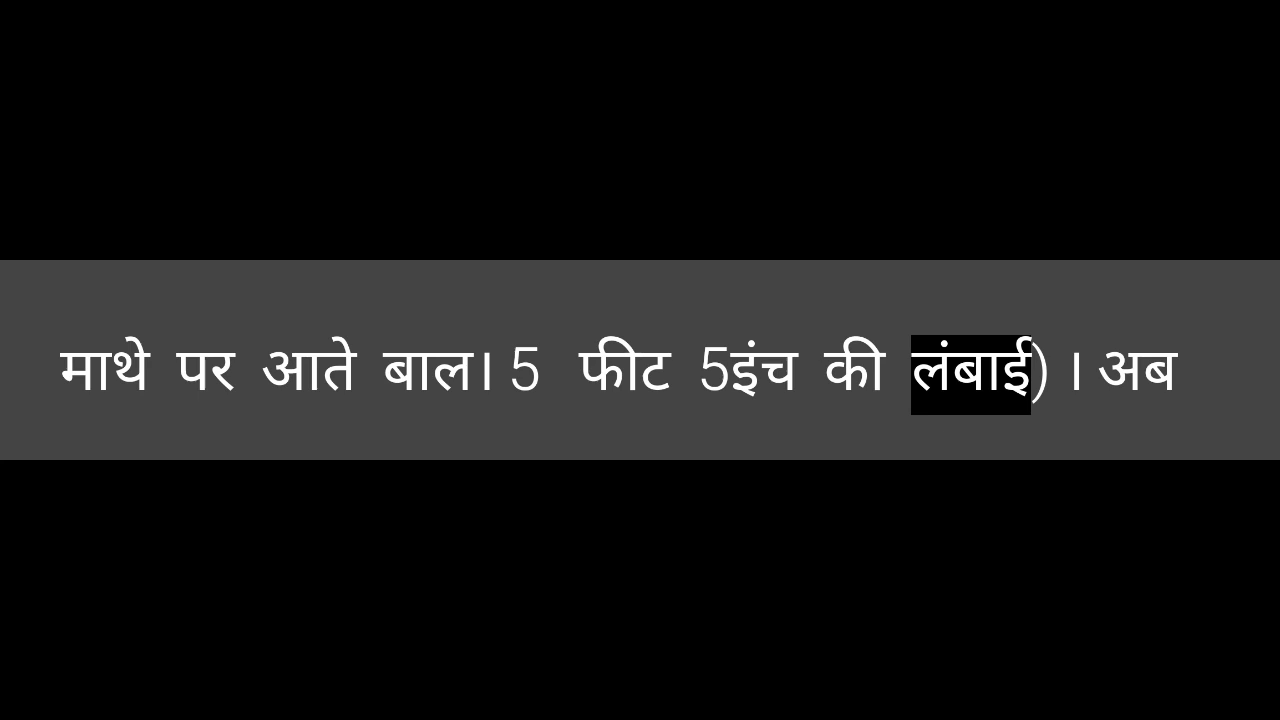 माथे पर आते बाल। 5 फीट 5इंच की लंबाई) । अब